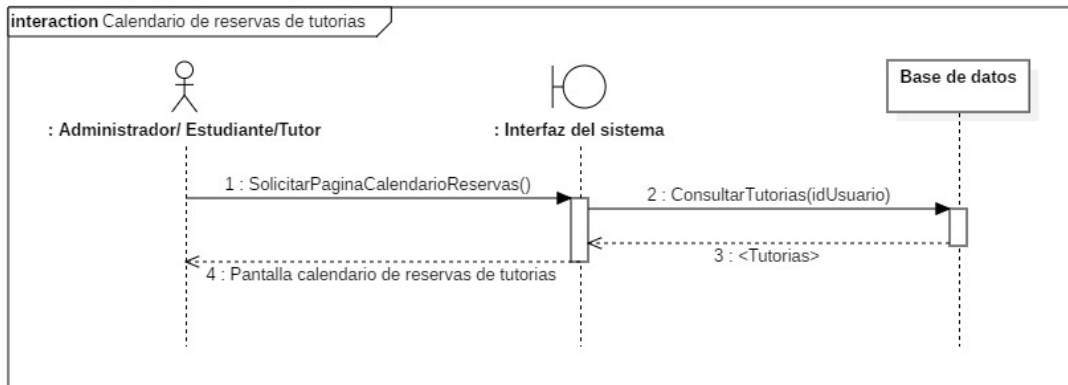 interaction Calendario de reservas de tutorias
Base de datos
: Administrador/ Estudiante/Tutor
: Interfaz del sistema
1 : SolicitarPaginaCalendarioReservas()
2 : ConsultarTutorias(idUsuario)
3 : <Tutorias>
4 : Pantalla calendario de reservas de tutorias